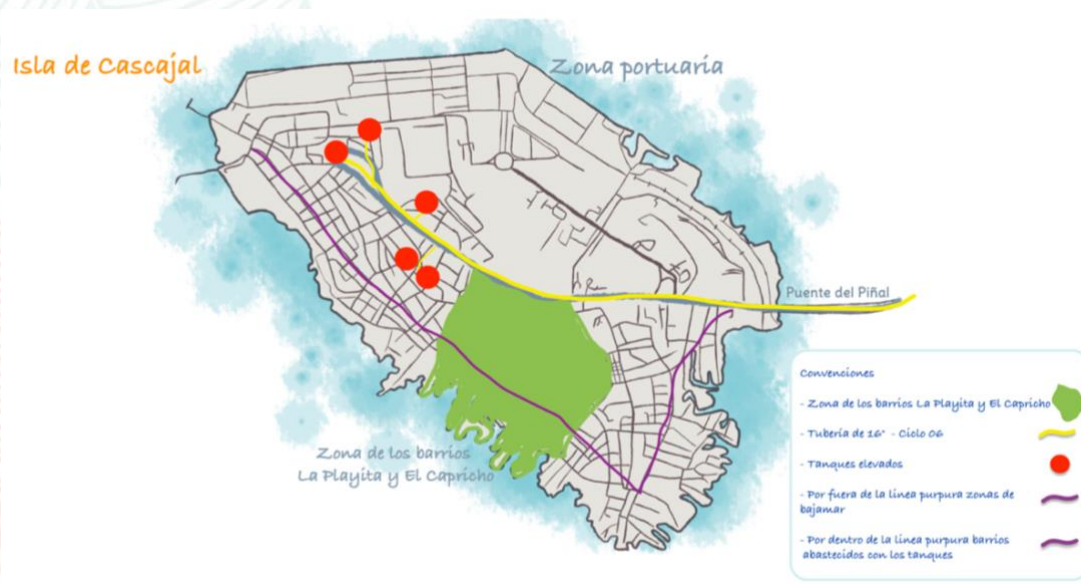 Isla de Cascajal
Zona portuaria
Puente del Piñal
Zona de los barrios
La Playita y El Capricho
Convenciones
- Zona de los barrios La Playita y El Capricho
- Tubería de 16" - Ciclo 06
- Tanques elevados
- Por fuera de la linea purpura zonas de
bajamar
- Por dentro de la linea purpura barrios
abastecidos con los tanques